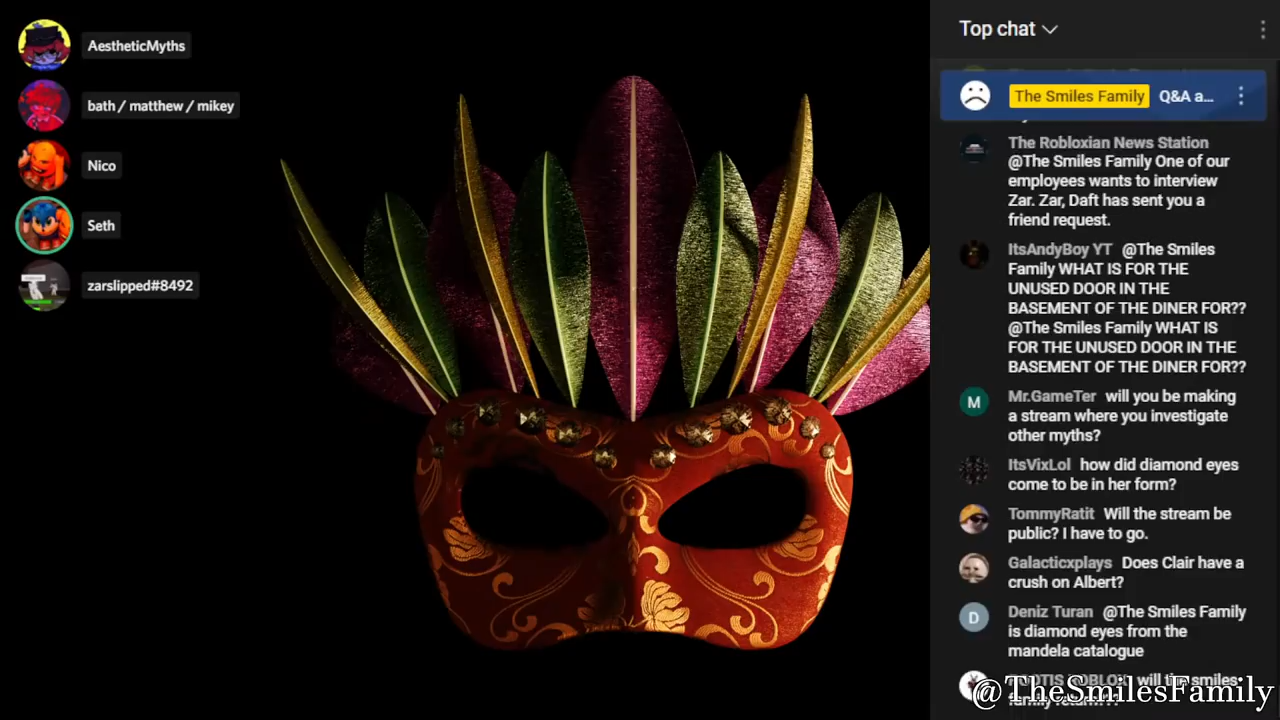 AestheticMyths
bath / matthew / mikey
Nico
Seth
zarslipped#8492
Top chat
The Smiles Family Q&A a...
The Robloxian News Station
@The Smiles Family One of our
employees wants to interview
Zar. Zar, Daft has sent you a
friend request.
ItsAndyBoy YT @The Smiles
Family WHAT IS FOR THE
UNUSED DOOR IN THE
BASEMENT OF THE DINER FOR??
@The Smiles Family WHAT IS
FOR THE UNUSED DOOR IN THE
BASEMENT OF THE DINER FOR??
M
Mr.GameTer will you be making
a stream where you investigate
other myths?
ItsVixLol how did diamond eyes
come to be in her form?
TommyRatit Will the stream be
public? I have to go.
Galacticxplays Does Clair have a
crush on Albert?
D
Deniz Turan @The Smiles Family
is diamond eyes from the
mandela catalogue
will the smiles
family return???
@TheSmilesFamily